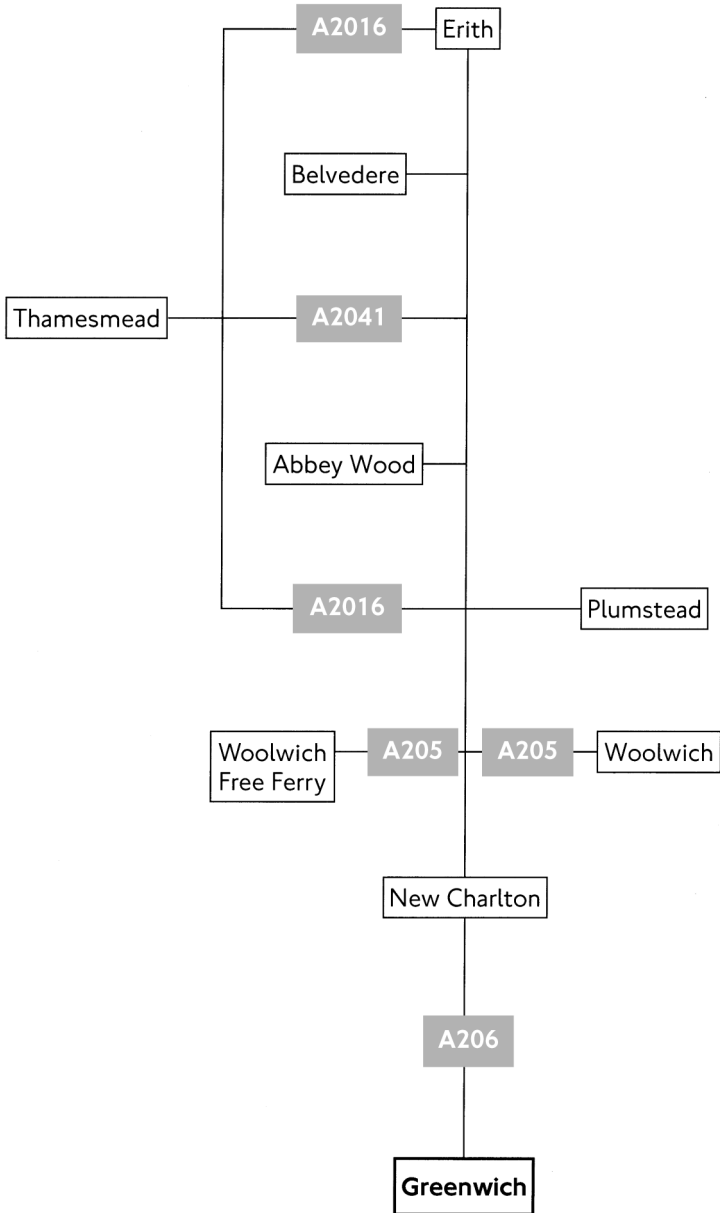 A2016
Erith
Belvedere
Thamesmead
A2041
Abbey Wood
A2016
Plumstead
Woolwich
Free Ferry
A205
A205
Woolwich
New Charlton
A206
Greenwich